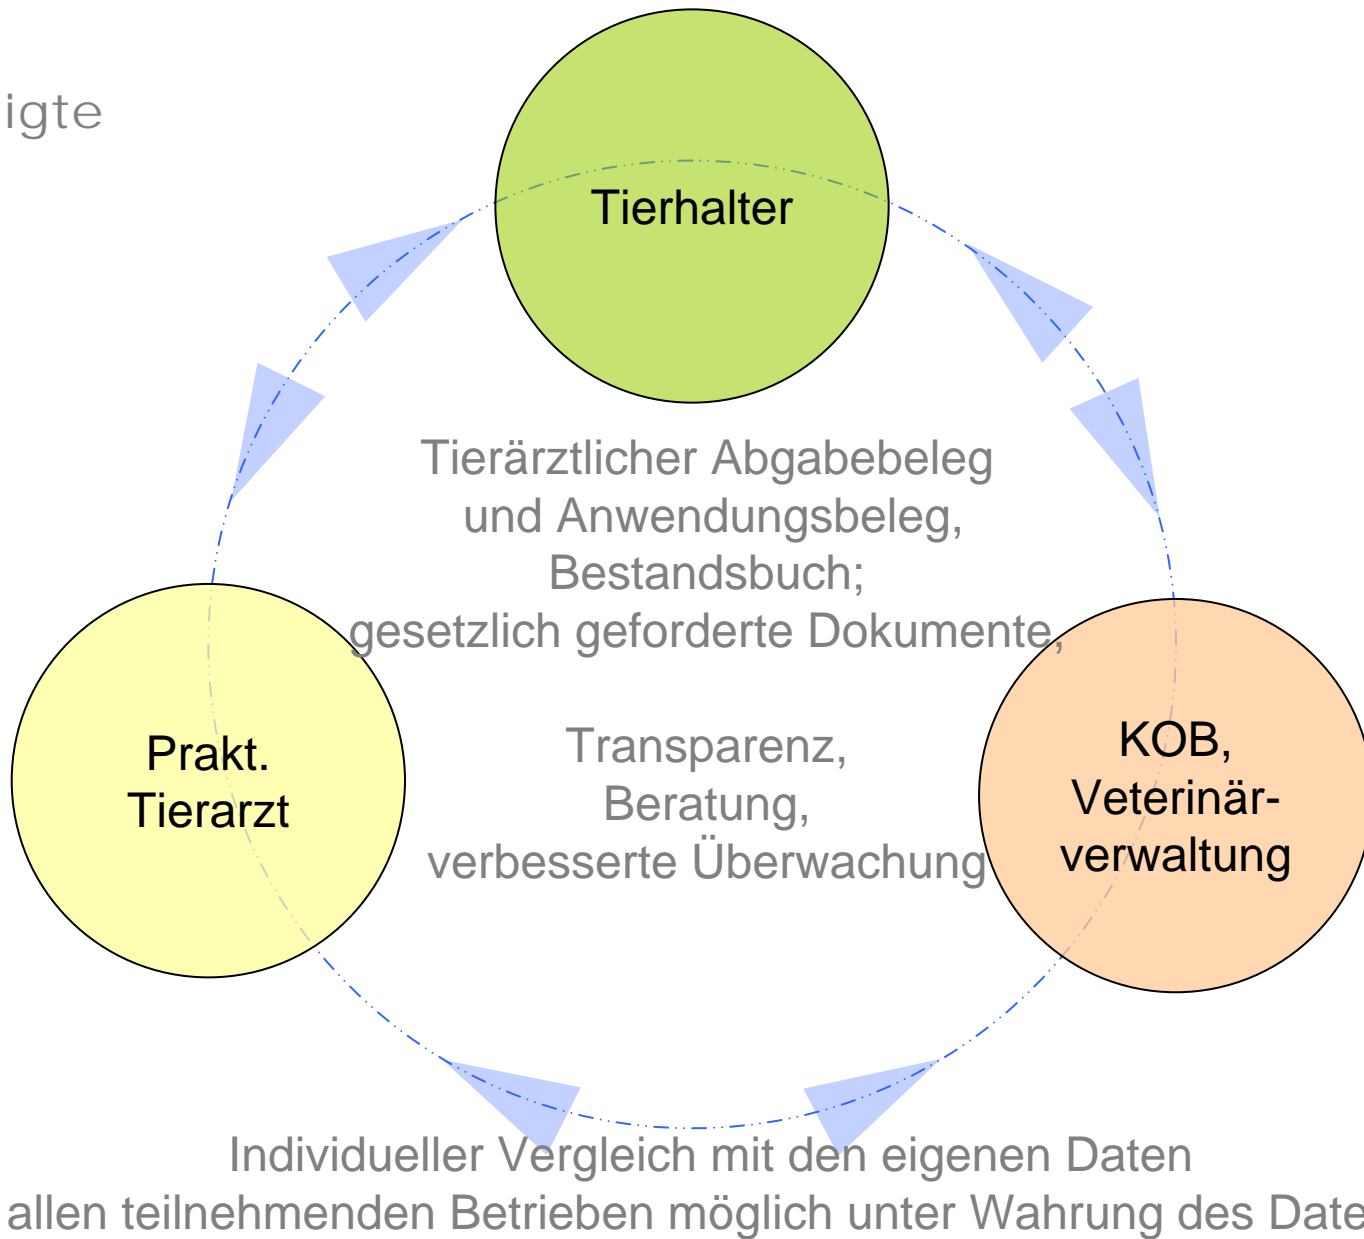 igte
Tierhalter
Tierärztlicher Abgabebeleg
und Anwendungsbeleg,
Bestandsbuch;
gesetzlich geforderte Dokumente,
Prakt.
Tierarzt
Transparenz,
Beratung,
verbesserte Überwachung
KOB,
Veterinär-
verwaltung
Individueller Vergleich mit den eigenen Daten
allen teilnehmenden Betrieben möglich unter Wahrung des Date